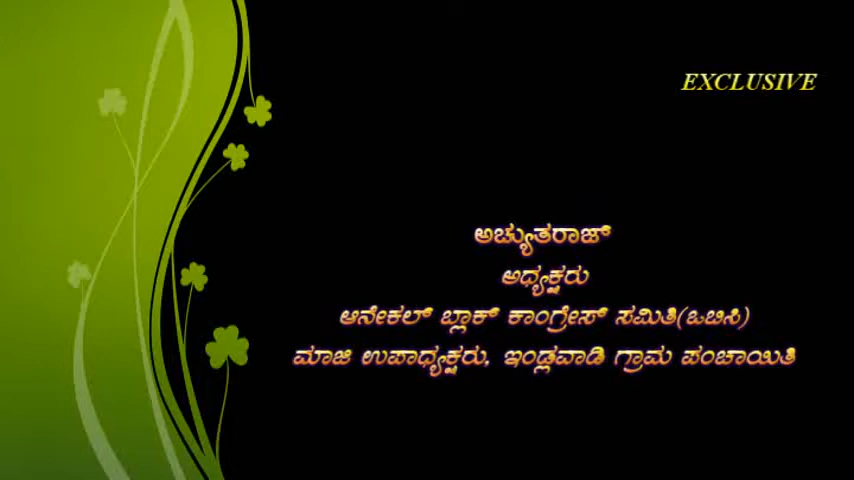 EXCLUSIVE
ಅಚ್ಯುತರಾಜ್
ಅಧ್ಯಕ್ಷರು
ಆನೇಕಲ್ ಬ್ಲಾಕ್ ಕಾಂಗ್ರೇಸ್ ಸಮಿತಿ(ಒಬಿಸಿ)
ಮಾಜಿ ಉಪಾಧ್ಯಕ್ಷರು, ಇಂಡ್ಲವಾಡಿ ಗ್ರಾಮ ಪಂಚಾಯಿತಿ